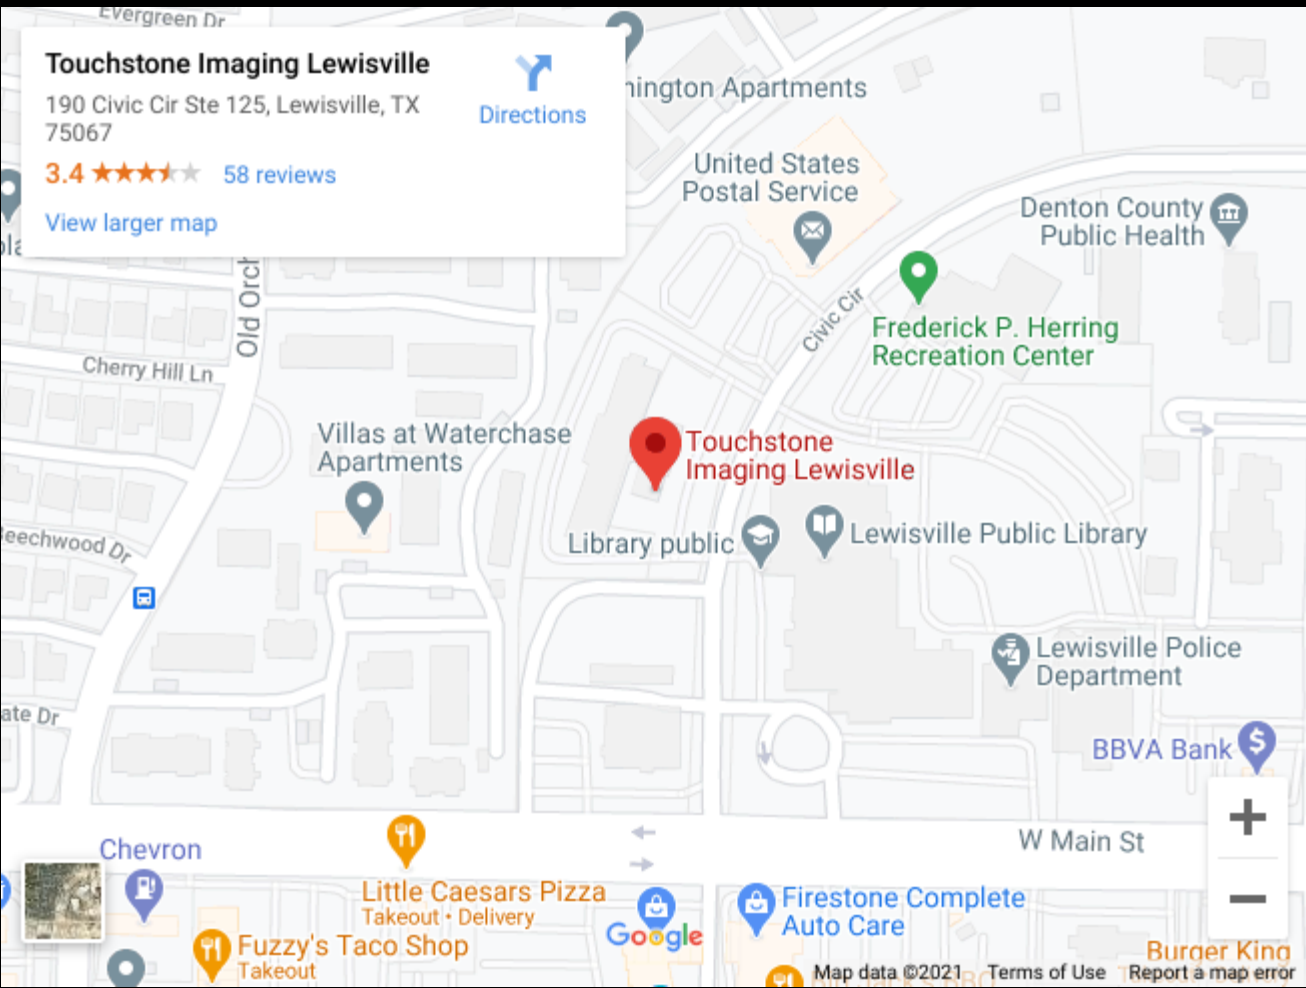 Evergreen Dr
Touchstone Imaging Lewisville
190 Civic Cir Ste 125, Lewisville, TX
75067
3.4
58 reviews
View larger map
Directions
nington Apartments
United States
Postal Service
Denton County
Public Health
Civic Cir
Frederick P. Herring
Recreation Center
Old Orch
Cherry Hill Ln
Villas at Waterchase
Apartments
Touchstone
Imaging Lewisville
Library public
Lewisville Public Library
eechwood Dr
Lewisville Police
Department
ate Dr
BBVA Bank
W Main St
Chevron
Little Caesars Pizza
Takeout • Delivery
Firestone Complete
Auto Care
Fuzzy's Taco Shop
Takeout
Google
Burger King
Map data ©2021
Terms of Use
Report a map error